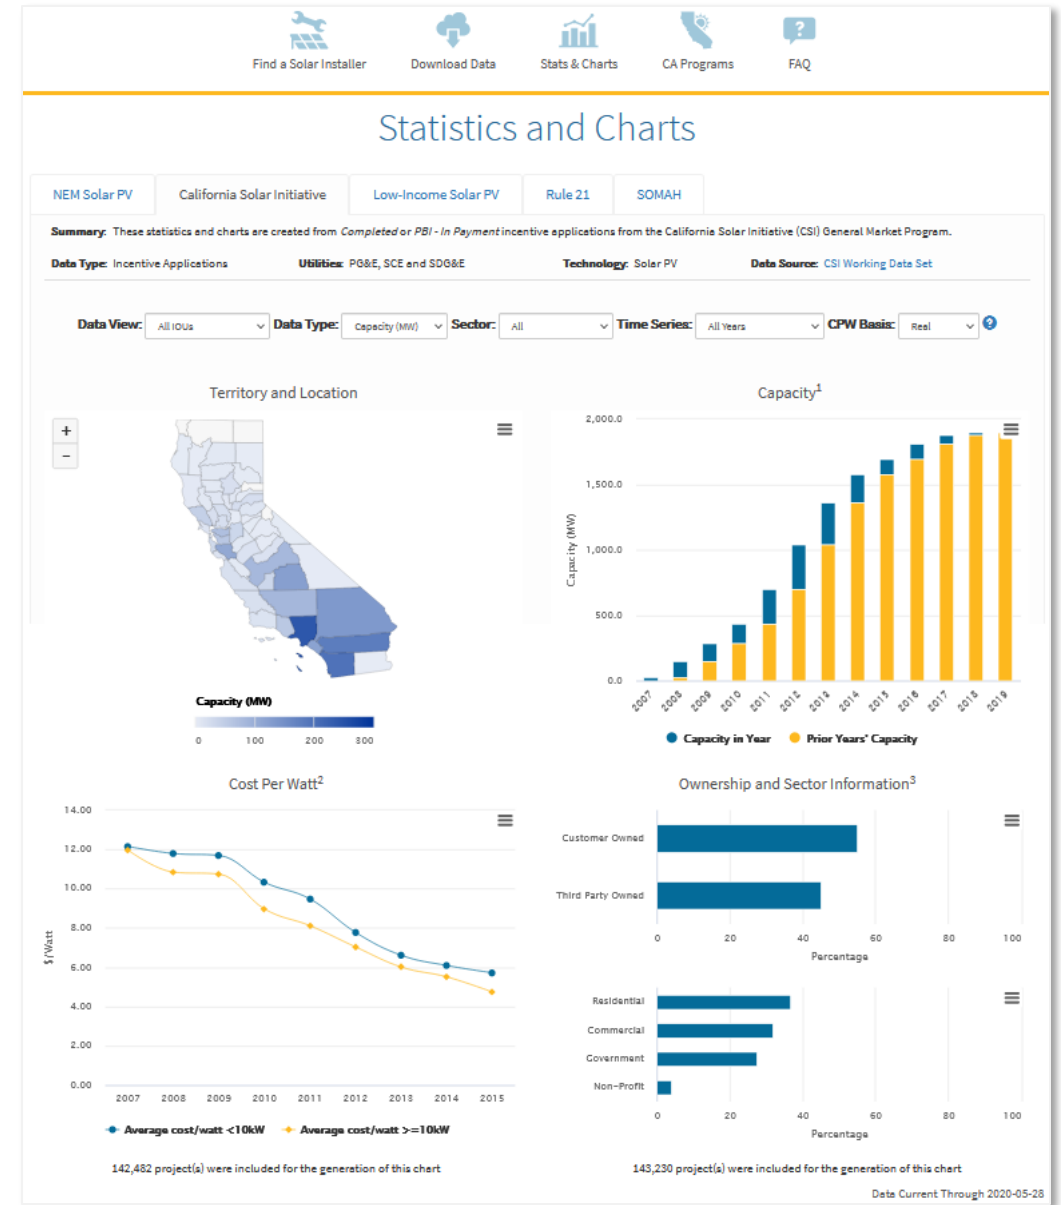 Find a Solar Installer
Download Data
Stats & Charts
CA Programs
FAQ
Statistics and Charts
NEM Solar PV
California Solar Initiative
Low-Income Solar PV
Rule 21
SOMAH
Summary: These statistics and charts are created from Completed or PBI - In Payment incentive applications from the California Solar Initiative (CSI) General Market Program.
Data Type: Incentive Applications
Utilities: PG&E, SCE and SDG&E
Technology: Solar PV
Data Source: CSI Working Data Set
Data View: All IOUs
Data Type: Capacity (MW)
Sector: All
Time Series: All Years
CPW Basis: Real
?
Territory and Location
+
−
Capacity (MW)
0 100 200 300
Capacity1
2,000.0
1,500.0
1,000.0
500.0
0.0
Capacity (MW)
2007 2008 2009 2010 2011 2012 2013 2014 2015 2016 2017 2018 2019
Capacity in Year
Prior Years' Capacity
Cost Per Watt2
14.00
12.00
10.00
8.00
6.00
4.00
2.00
0.00
$/Watt
2007 2008 2009 2010 2011 2012 2013 2014 2015
Average cost/watt <10kW
Average cost/watt >=10kW
142,482 project(s) were included for the generation of this chart
Ownership and Sector Information3
Customer Owned
Third Party Owned
0 20 40 60 80 100
Percentage
Residential
Commercial
Government
Non-Profit
0 20 40 60 80 100
Percentage
143,230 project(s) were included for the generation of this chart
Data Current Through 2020-05-28